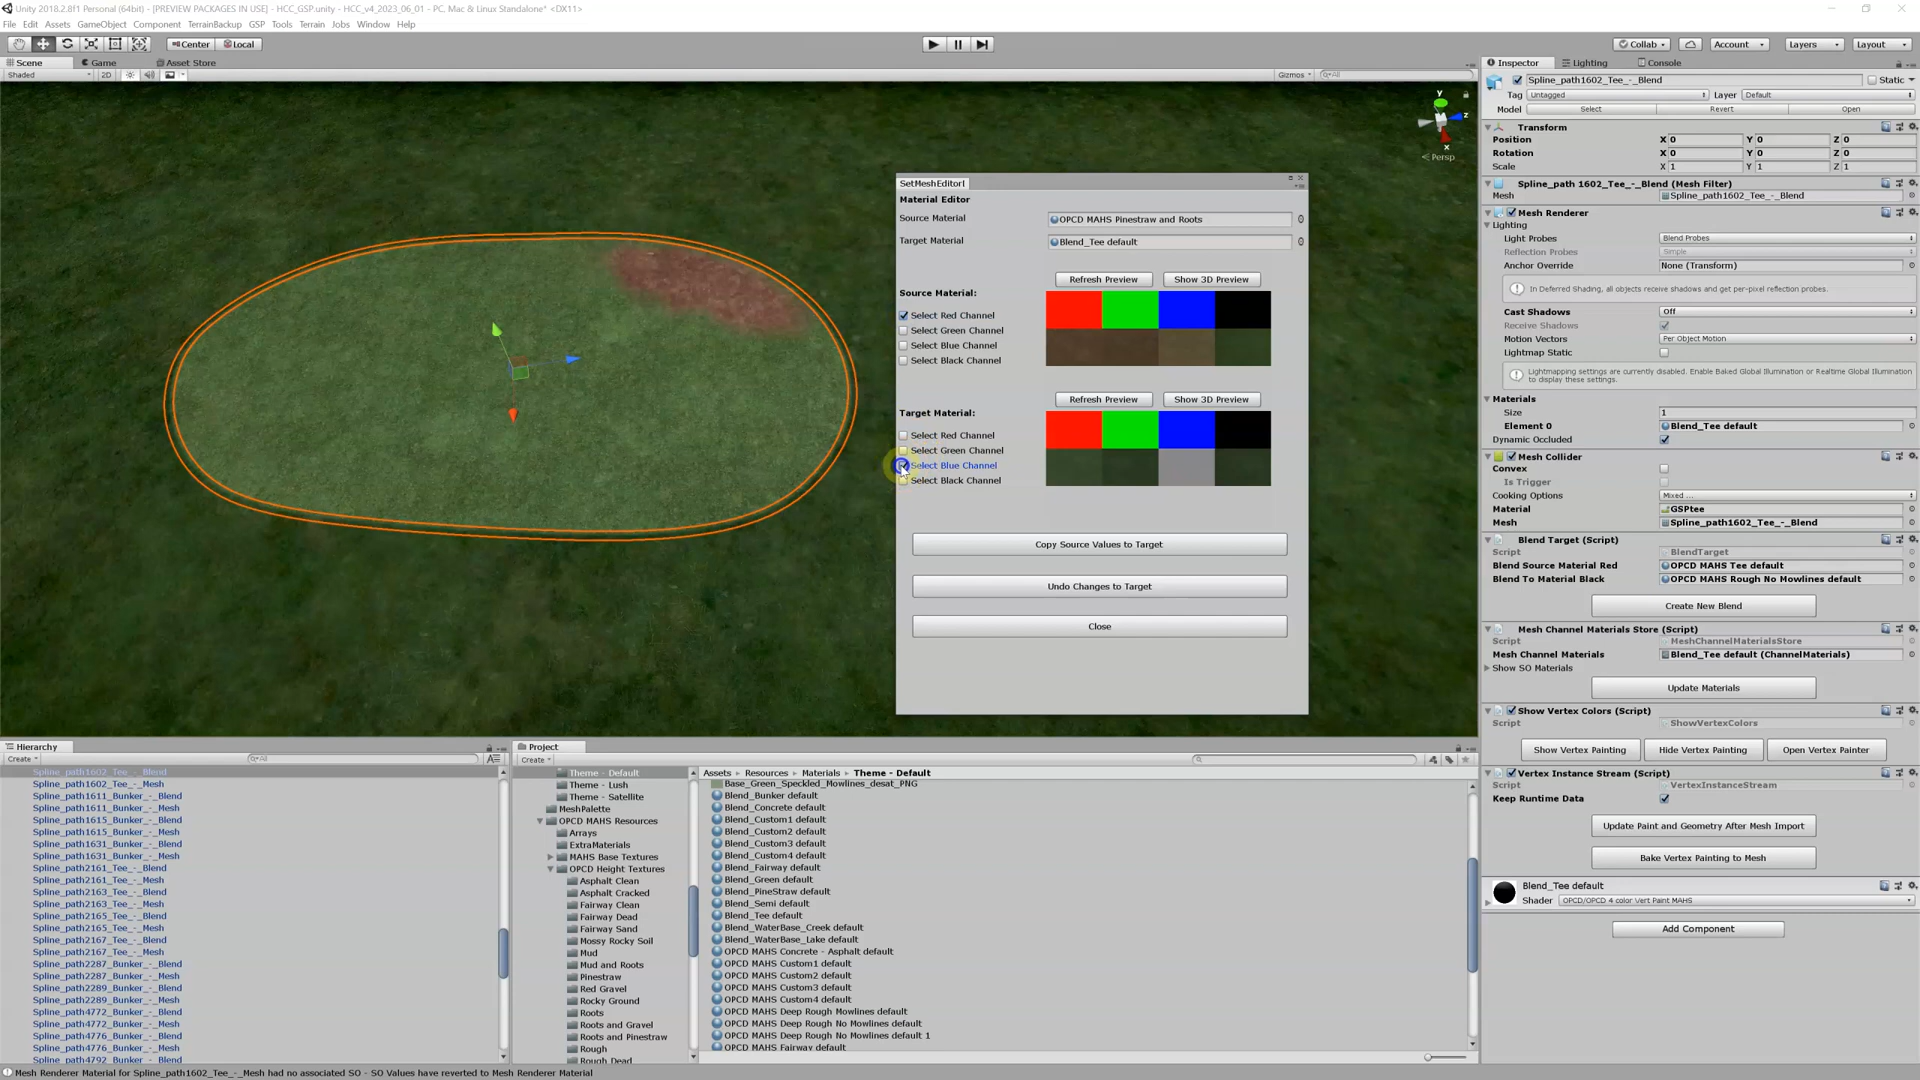 Unity 2018.2.8f1 Personal (64bit) - [PREVIEW PACKAGES IN USE] - HCC_GSP.unity - HCC_v4_2023_06_01 - PC, Mac & Linux Standalone* <DX11>
File Edit Assets GameObject Component TerrainBackup GSP Tools Terrain Jobs Window Help
Center Local
Collab Account Layers Layout
Scene Game Asset Store
Shaded 2D Gizmos All
y z x
Persp
SetMeshEditorI
Material Editor
Source Material OPCD MAHS Pinestraw and Roots
Target Material Blend_Tee default
Refresh Preview Show 3D Preview
Source Material:
Select Red Channel
Select Green Channel
Select Blue Channel
Select Black Channel
Refresh Preview Show 3D Preview
Target Material:
Select Red Channel
Select Green Channel
Select Blue Channel
Select Black Channel
Copy Source Values to Target
Undo Changes to Target
Close
Inspector Lighting Console
Spline_path1602_Tee_-_Blend Static
Tag Untagged Layer Default
Model Select Revert Open
Transform
Position X 0 Y 0 Z 0
Rotation X 0 Y 0 Z 0
Scale X 1 Y 1 Z 1
Spline_path 1602_Tee_-_Blend (Mesh Filter)
Mesh Spline_path1602_Tee_-_Blend
Mesh Renderer
Lighting
Light Probes Blend Probes
Reflection Probes Simple
Anchor Override None (Transform)
In Deferred Shading, all objects receive shadows and get per-pixel reflection probes.
Cast Shadows Off
Receive Shadows
Motion Vectors Per Object Motion
Lightmap Static
Lightmapping settings are currently disabled. Enable Baked Global Illumination or Realtime Global Illumination to display these settings.
Materials
Size 1
Element 0 Blend_Tee default
Dynamic Occluded
Mesh Collider
Convex
Is Trigger
Cooking Options Mixed ...
Material GSPtee
Mesh Spline_path1602_Tee_-_Blend
Blend Target (Script)
Script BlendTarget
Blend Source Material Red OPCD MAHS Tee default
Blend To Material Black OPCD MAHS Rough No Mowlines default
Create New Blend
Mesh Channel Materials Store (Script)
Script MeshChannelMaterialsStore
Mesh Channel Materials Blend_Tee default (ChannelMaterials)
Show SO Materials
Update Materials
Show Vertex Colors (Script)
Script ShowVertexColors
Show Vertex Painting Hide Vertex Painting Open Vertex Painter
Vertex Instance Stream (Script)
Script VertexInstanceStream
Keep Runtime Data
Update Paint and Geometry After Mesh Import
Bake Vertex Painting to Mesh
Blend_Tee default
Shader OPCD/OPCD 4 color Vert Paint MAHS
Add Component
Hierarchy
Create All
Spline_path1602_Tee_-_Blend
Spline_path1602_Tee_-_Mesh
Spline_path1611_Bunker_-_Blend
Spline_path1611_Bunker_-_Mesh
Spline_path1615_Bunker_-_Blend
Spline_path1615_Bunker_-_Mesh
Spline_path1631_Bunker_-_Blend
Spline_path1631_Bunker_-_Mesh
Spline_path2161_Tee_-_Blend
Spline_path2161_Tee_-_Mesh
Spline_path2163_Tee_-_Blend
Spline_path2163_Tee_-_Mesh
Spline_path2165_Tee_-_Blend
Spline_path2165_Tee_-_Mesh
Spline_path2167_Tee_-_Blend
Spline_path2167_Tee_-_Mesh
Spline_path2287_Bunker_-_Blend
Spline_path2287_Bunker_-_Mesh
Spline_path2289_Bunker_-_Blend
Spline_path2289_Bunker_-_Mesh
Spline_path4772_Bunker_-_Blend
Spline_path4772_Bunker_-_Mesh
Spline_path4776_Bunker_-_Blend
Spline_path4776_Bunker_-_Mesh
Spline_path4792_Bunker_-_Blend
Project
Create
Theme - Default
Theme - Lush
Theme - Satellite
MeshPalette
OPCD MAHS Resources
Arrays
ExtraMaterials
MAHS Base Textures
OPCD Height Textures
Asphalt Clean
Asphalt Cracked
Fairway Clean
Fairway Dead
Fairway Sand
Mossy Rocky Soil
Mud
Mud and Roots
Pinestraw
Red Gravel
Rocky Ground
Roots
Roots and Gravel
Roots and Pinestraw
Rough
Rough Dead
Assets Resources Materials Theme - Default
Base_Green_Speckled_Mowlines_desat_PNG
Blend_Bunker default
Blend_Concrete default
Blend_Custom1 default
Blend_Custom2 default
Blend_Custom3 default
Blend_Custom4 default
Blend_Fairway default
Blend_Green default
Blend_PineStraw default
Blend_Semi default
Blend_Tee default
Blend_WaterBase_Creek default
Blend_WaterBase_Lake default
OPCD MAHS Concrete - Asphalt default
OPCD MAHS Custom1 default
OPCD MAHS Custom2 default
OPCD MAHS Custom3 default
OPCD MAHS Custom4 default
OPCD MAHS Deep Rough Mowlines default
OPCD MAHS Deep Rough No Mowlines default
OPCD MAHS Deep Rough No Mowlines default 1
OPCD MAHS Fairway default
Mesh Renderer Material for Spline_path1602_Tee_-_Mesh had no associated SO - SO Values have reverted to Mesh Renderer Material